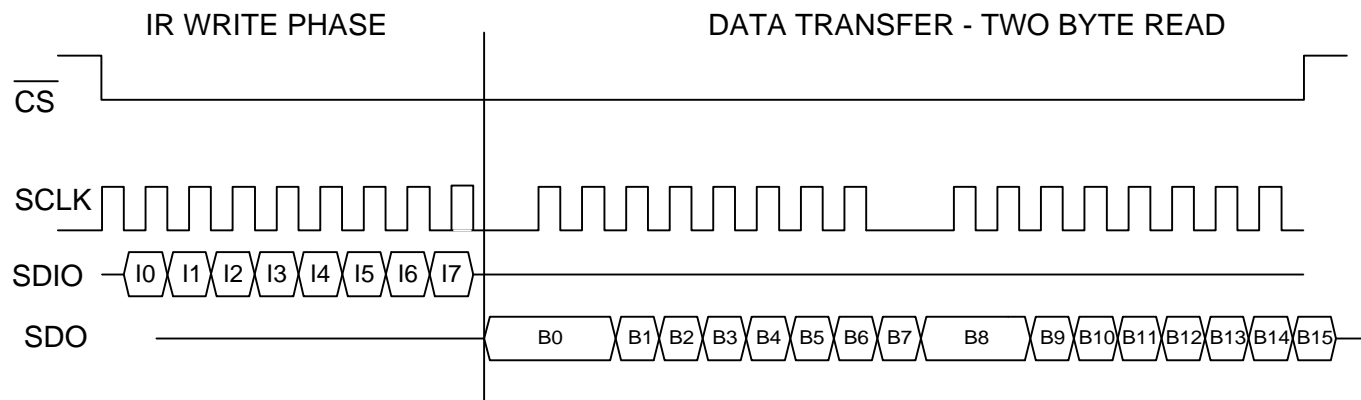 IR WRITE PHASE DATA TRANSFER - TWO BYTE READ
CS
SCLK
SDIO I0 I1 I2 I3 I4 I5 I6 I7
SDO B0 B1 B2 B3 B4 B5 B6 B7 B8 B9 B10 B11 B12 B13 B14 B15